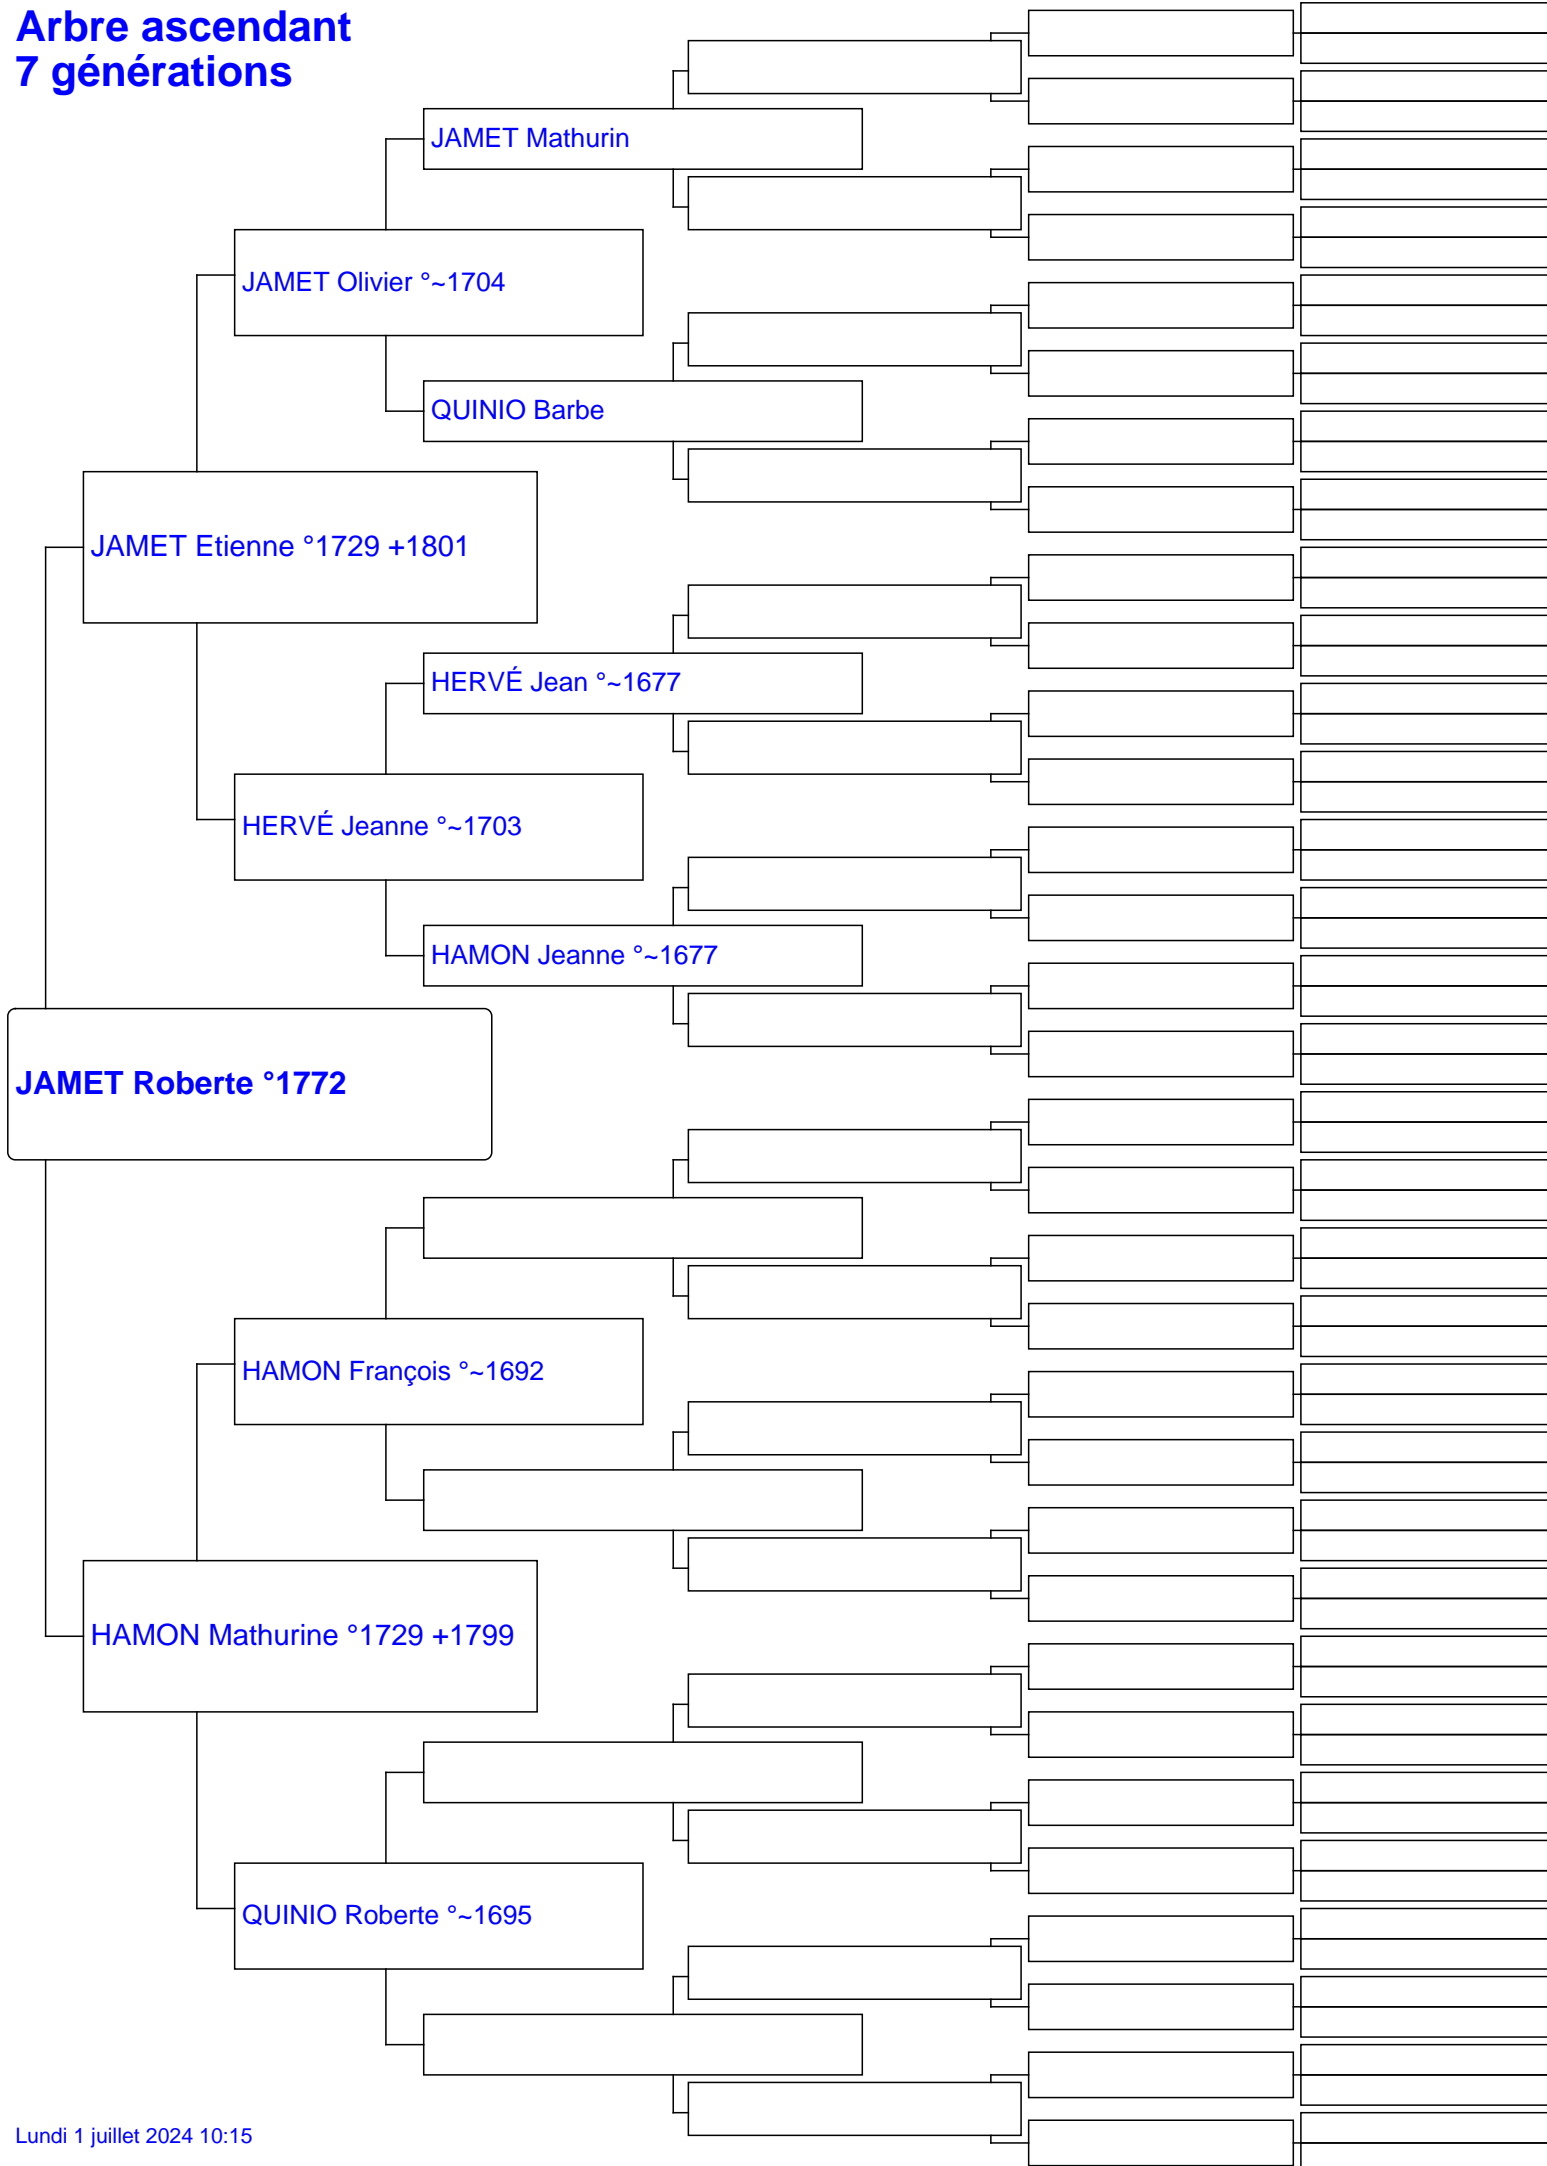 Arbre ascendant
7 générations
JAMET Mathurin
JAMET Olivier °~1704
QUINIO Barbe
JAMET Etienne °1729 +1801
HERVÉ Jean °~1677
HERVÉ Jeanne °~1703
HAMON Jeanne °~1677
JAMET Roberte °1772
HAMON François °~1692
HAMON Mathurine °1729 +1799
QUINIO Roberte °~1695
Lundi 1 juillet 2024 10:15